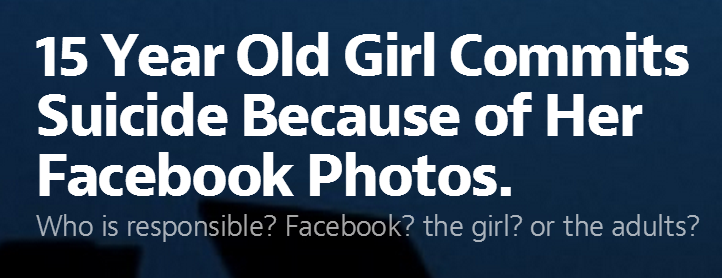 15 Year Old Girl Commits
Suicide Because of Her
Facebook Photos.
Who is responsible? Facebook? the girl? or the adults?